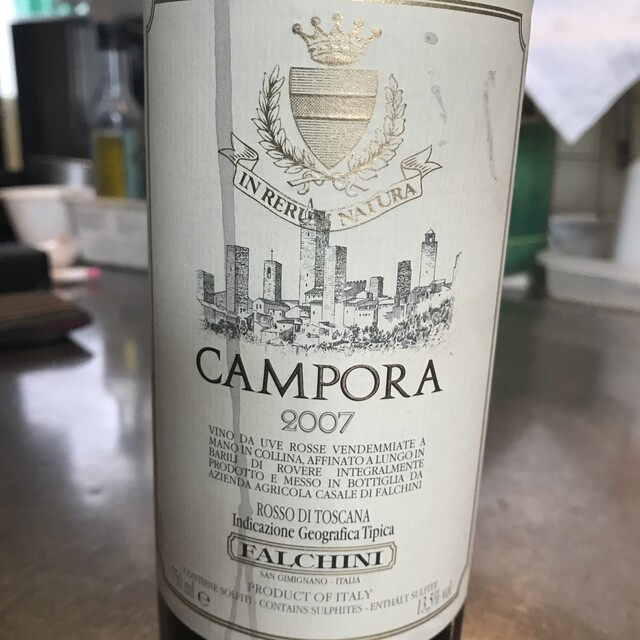 IN RERUM NATURA
CAMPORA
2007
VINO DA UVE ROSSE VENDEMMIATE A
MANO IN COLLINA, AFFINATO A LUNGO IN
BARILI DI ROVERE INTEGRALMENTE
PRODOTTO E MESSO IN BOTTIGLIA DA
AZIENDA AGRICOLA CASALE DI FALCHINI
ROSSO DI TOSCANA
Indicazione Geografica Tipica
FALCHINI
SAN GIMIGNANO - ITALIA
PRODUCT OF ITALY
CONTIENE SOLFITI - CONTAINS SULPHITES - ENTHÄLT SULFITE
750 ml e
13,5% vol